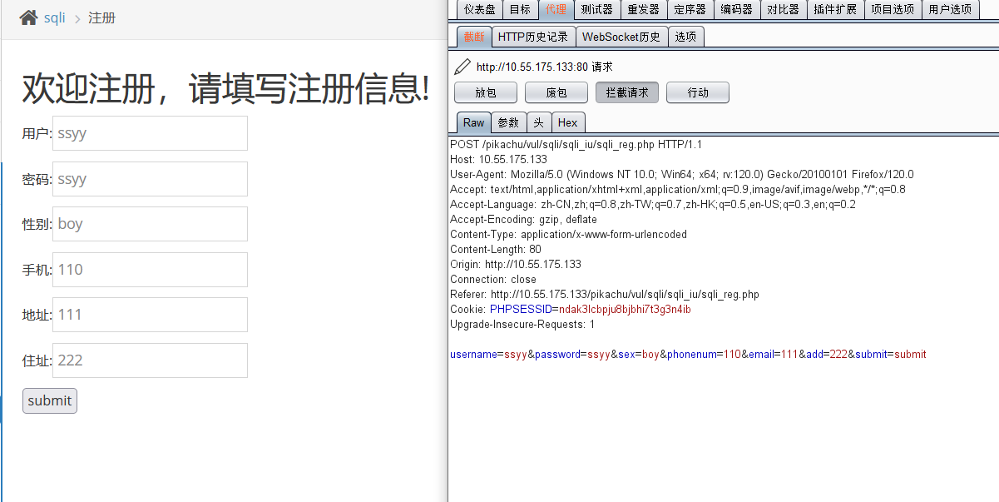 sqli > 注册
欢迎注册，请填写注册信息!
用户: ssyy
密码: ssyy
性别: boy
手机: 110
地址: 111
住址: 222
submit
仪表盘 目标 代理 测试器 重发器 定序器 编码器 对比器 插件扩展 项目选项 用户选项
截断 HTTP历史记录 WebSocket历史 选项
http://10.55.175.133:80 请求
放包 废包 拦截请求 行动
Raw 参数 头 Hex
POST /pikachu/vul/sqli/sqli_iu/sqli_reg.php HTTP/1.1
Host: 10.55.175.133
User-Agent: Mozilla/5.0 (Windows NT 10.0; Win64; x64; rv:120.0) Gecko/20100101 Firefox/120.0
Accept: text/html,application/xhtml+xml,application/xml;q=0.9,image/avif,image/webp,*/*;q=0.8
Accept-Language: zh-CN,zh;q=0.8,zh-TW;q=0.7,zh-HK;q=0.5,en-US;q=0.3,en;q=0.2
Accept-Encoding: gzip, deflate
Content-Type: application/x-www-form-urlencoded
Content-Length: 80
Origin: http://10.55.175.133
Connection: close
Referer: http://10.55.175.133/pikachu/vul/sqli/sqli_iu/sqli_reg.php
Cookie: PHPSESSID=ndak3lcbpju8bjbhi7t3g3n4ib
Upgrade-Insecure-Requests: 1
username=ssyy&password=ssyy&sex=boy&phonenum=110&email=111&add=222&submit=submit